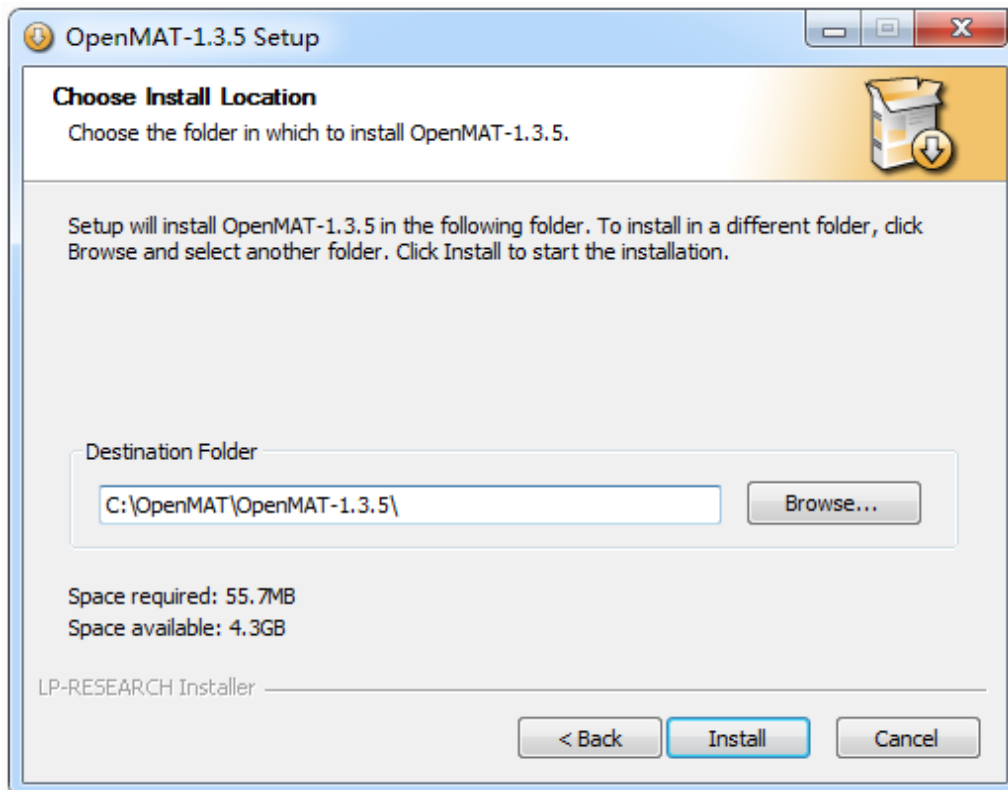 OpenMAT-1.3.5 Setup
Choose Install Location
Choose the folder in which to install OpenMAT-1.3.5.
Setup will install OpenMAT-1.3.5 in the following folder. To install in a different folder, click
Browse and select another folder. Click Install to start the installation.
Destination Folder
C:\OpenMAT\OpenMAT-1.3.5\
Browse...
Space required: 55.7MB
Space available: 4.3GB
LP-RESEARCH Installer
< Back
Install
Cancel